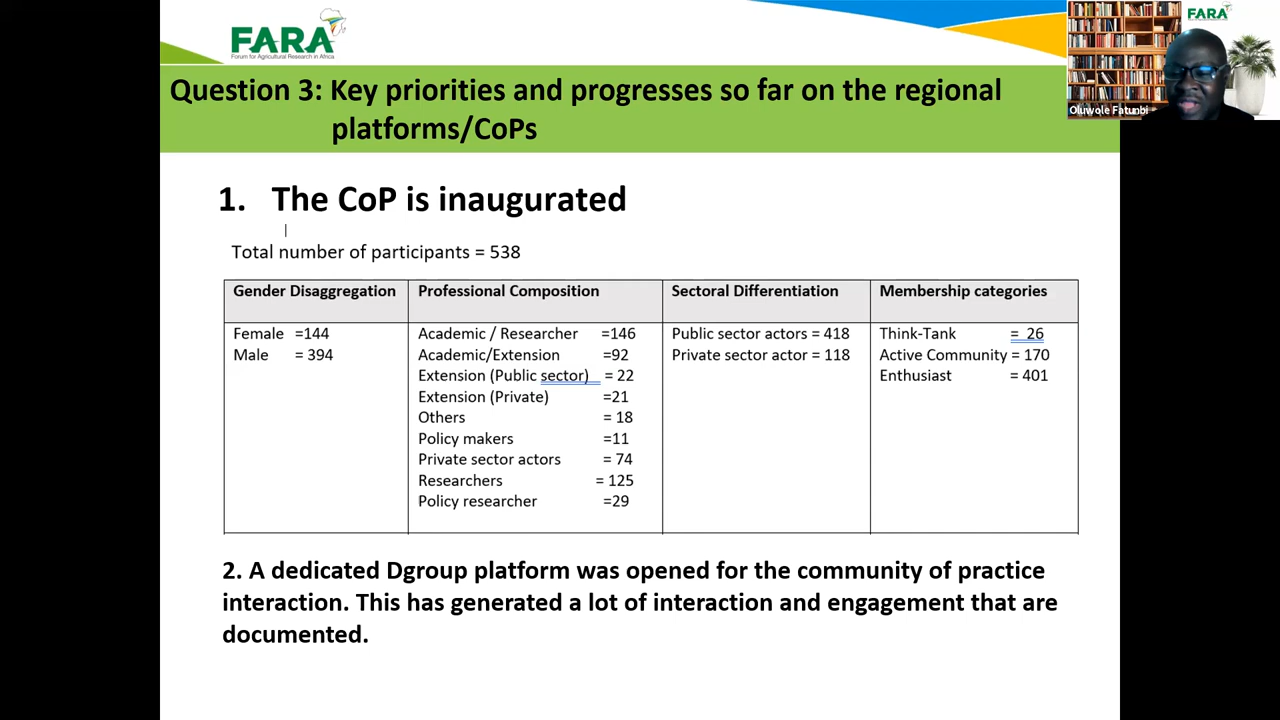 FARA
Forum for Agricultural Research in Africa
FARA
Oluwole Fatunbi
Question 3: Key priorities and progresses so far on the regional
platforms/CoPs
1. The CoP is inaugurated
Total number of participants = 538
Gender Disaggregation Professional Composition Sectoral Differentiation Membership categories
Female =144 Academic / Researcher =146 Public sector actors = 418 Think-Tank = 26
Male = 394 Academic/Extension =92 Private sector actor = 118 Active Community = 170
Extension (Public sector) = 22 Enthusiast = 401
Extension (Private) =21
Others = 18
Policy makers =11
Private sector actors = 74
Researchers = 125
Policy researcher =29
2. A dedicated Dgroup platform was opened for the community of practice
interaction. This has generated a lot of interaction and engagement that are
documented.